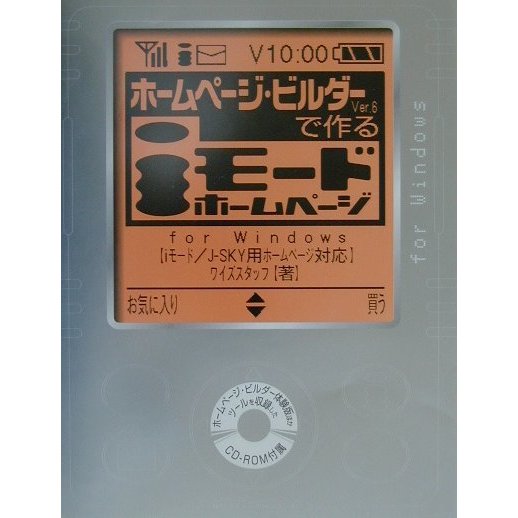 V10:00
ホームページ・ビルダー
Ver.6
で作る
iモード
ホームページ
for Windows
【iモード／J-SKY用ホームページ対応】
ワイズスタッフ【著】
お気に入り
買う
for Windows
ホームページ・ビルダー体験版ほか
ツールを収録した
CD-ROM付属